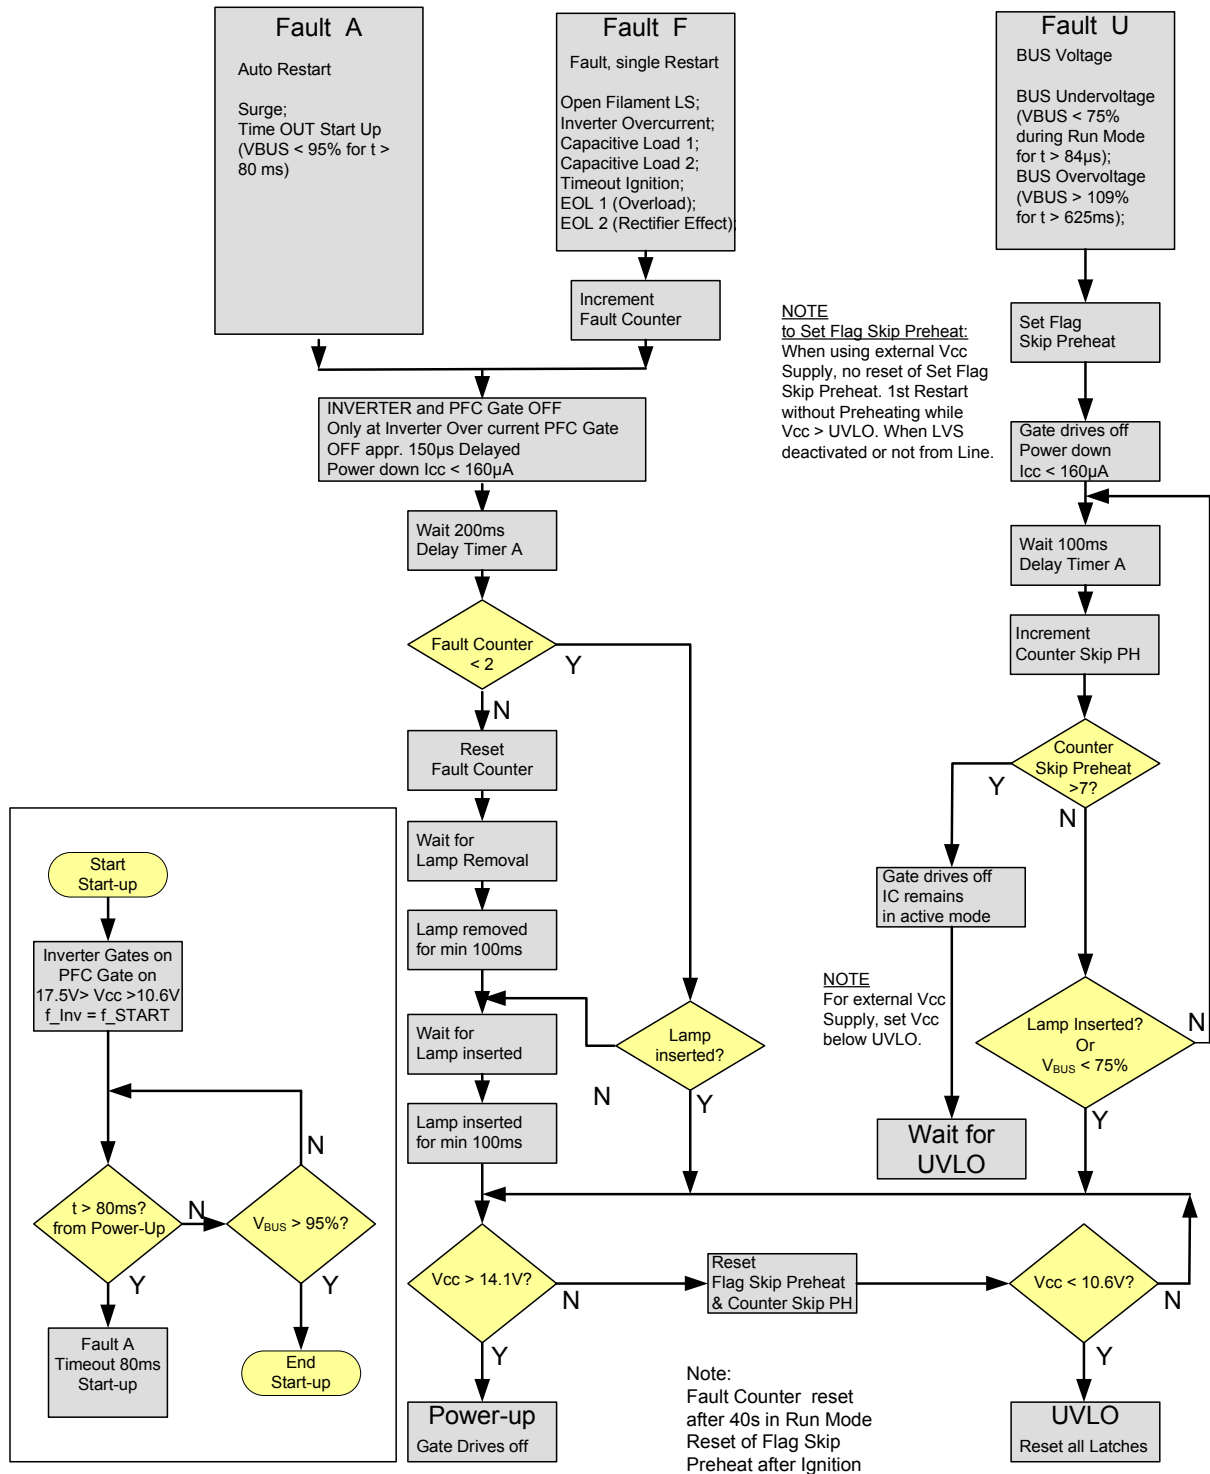 Fault A
Auto Restart
Surge;
Time OUT Start Up
(VBUS < 95% for t >
80 ms)
Fault F
Fault, single Restart
Open Filament LS;
Inverter Overcurrent;
Capacitive Load 1;
Capacitive Load 2;
Timeout Ignition;
EOL 1 (Overload);
EOL 2 (Rectifier Effect);
Fault U
BUS Voltage
BUS Undervoltage
(VBUS < 75%
during Run Mode
for t > 84µs);
BUS Overvoltage
(VBUS > 109%
for t > 625ms);
Increment
Fault Counter
NOTE
to Set Flag Skip Preheat:
When using external Vcc
Supply, no reset of Set Flag
Skip Preheat. 1st Restart
without Preheating while
Vcc > UVLO. When LVS
deactivated or not from Line.
Set Flag
Skip Preheat
INVERTER and PFC Gate OFF
Only at Inverter Over current PFC Gate
OFF appr. 150µs Delayed
Power down Icc < 160µA
Gate drives off
Power down
Icc < 160µA
Wait 200ms
Delay Timer A
Wait 100ms
Delay Timer A
Fault Counter
< 2
Y
N
Increment
Counter Skip PH
Reset
Fault Counter
Counter
Skip Preheat
>7?
Y
N
Wait for
Lamp Removal
Gate drives off
IC remains
in active mode
Lamp removed
for min 100ms
NOTE
For external Vcc
Supply, set Vcc
below UVLO.
Wait for
Lamp inserted
Lamp
inserted?
N
Y
Lamp Inserted?
Or
VBUS < 75%
N
Y
Lamp inserted
for min 100ms
Wait for
UVLO
Start
Start-up
Inverter Gates on
PFC Gate on
17.5V> Vcc >10.6V
f_Inv = f_START
t > 80ms?
from Power-Up
N
Y
VBUS > 95%?
N
Y
Fault A
Timeout 80ms
Start-up
End
Start-up
Vcc > 14.1V?
N
Y
Reset
Flag Skip Preheat
& Counter Skip PH
Vcc < 10.6V?
N
Y
Power-up
Gate Drives off
Note:
Fault Counter reset
after 40s in Run Mode
Reset of Flag Skip
Preheat after Ignition
UVLO
Reset all Latches